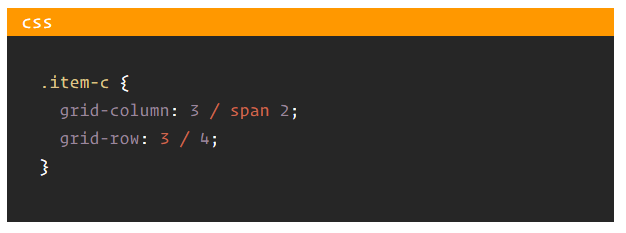 css
.item-c {
  grid-column: 3 / span 2;
  grid-row: 3 / 4;
}